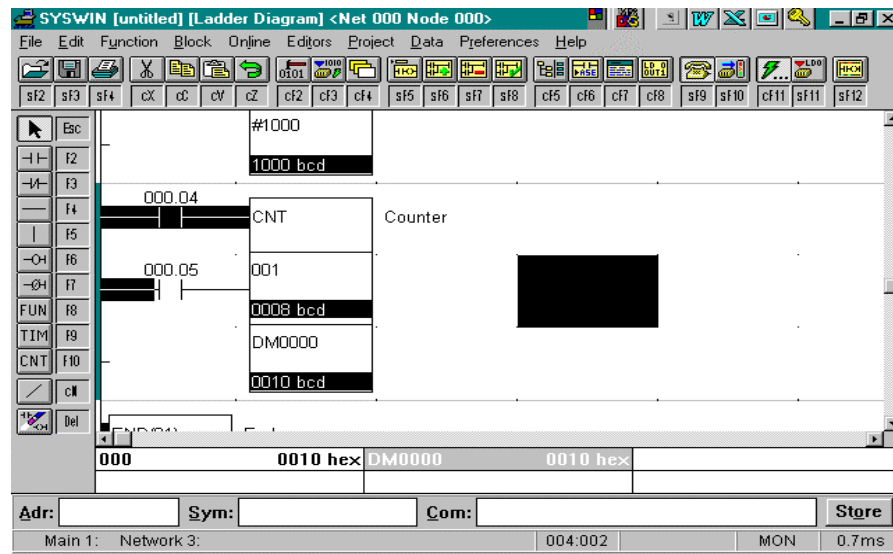 SYSWIN [untitled] [Ladder Diagram] <Net 000 Node 000>
File Edit Function Block Online Editors Project Data Preferences Help
sf2 sf3 sf4 cX cC cV cZ cf2 cf3 cf4 sf5 sf6 sf7 sf8 cf5 cf6 cf7 cf8 sf9 sf10 cf11 sf11 sf12
Esc
F2
F3
F4
F5
F6
F7
FUN F8
TIM F9
CNT F10
Del
#1000
1000 bcd
000.04
CNT
Counter
000.05
001
0008 bcd
DM0000
0010 bcd
000 0010 hex DM0000 0010 hex
Adr: Sym: Com: Store
Main 1: Network 3: 004:002 MON 0.7ms